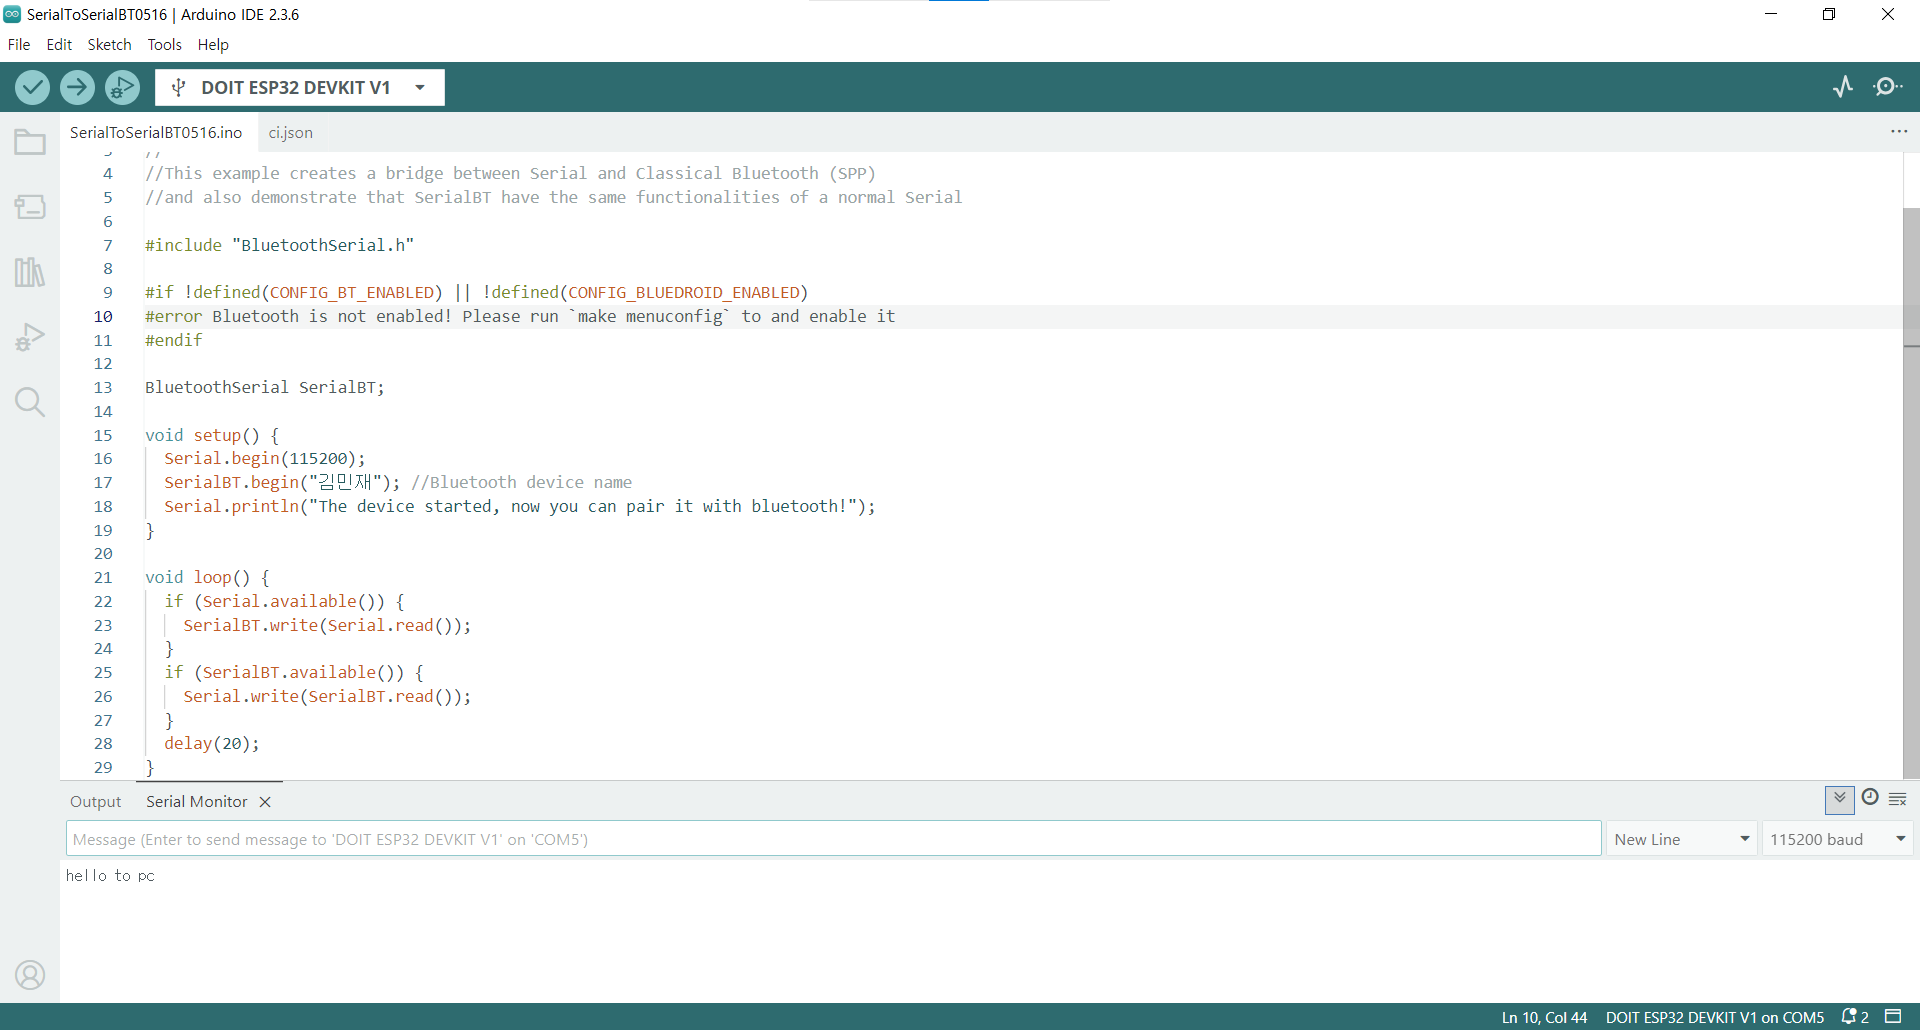 SerialToSerialBT0516 | Arduino IDE 2.3.6
File Edit Sketch Tools Help
DOIT ESP32 DEVKIT V1
SerialToSerialBT0516.ino ci.json
3 //
4 //This example creates a bridge between Serial and Classical Bluetooth (SPP)
5 //and also demonstrate that SerialBT have the same functionalities of a normal Serial
6
7 #include "BluetoothSerial.h"
8
9 #if !defined(CONFIG_BT_ENABLED) || !defined(CONFIG_BLUEDROID_ENABLED)
10 #error Bluetooth is not enabled! Please run `make menuconfig` to and enable it
11 #endif
12
13 BluetoothSerial SerialBT;
14
15 void setup() {
16 Serial.begin(115200);
17 SerialBT.begin("김민재"); //Bluetooth device name
18 Serial.println("The device started, now you can pair it with bluetooth!");
19 }
20
21 void loop() {
22 if (Serial.available()) {
23 SerialBT.write(Serial.read());
24 }
25 if (SerialBT.available()) {
26 Serial.write(SerialBT.read());
27 }
28 delay(20);
29 }
Output Serial Monitor
Message (Enter to send message to 'DOIT ESP32 DEVKIT V1' on 'COM5') New Line 115200 baud
hello to pc
Ln 10, Col 44 DOIT ESP32 DEVKIT V1 on COM5 2